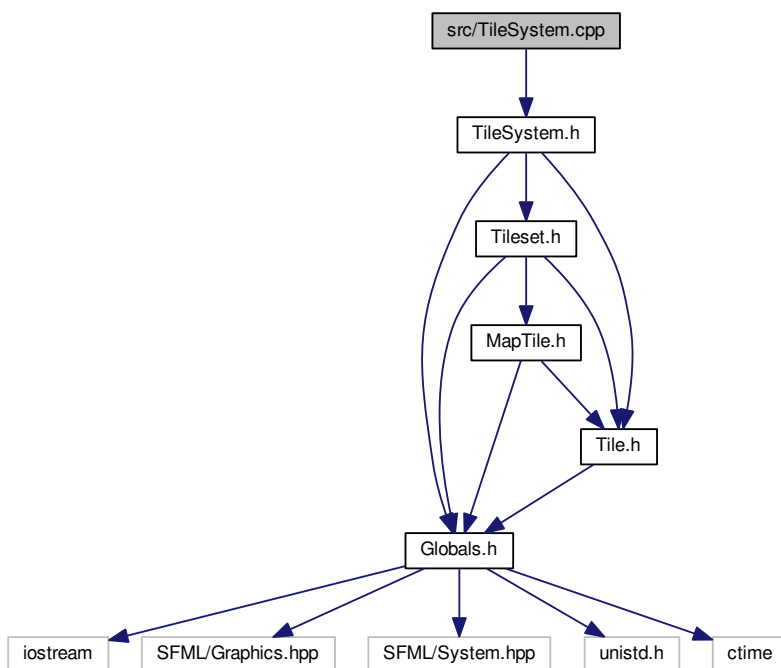 src/TileSystem.cpp
TileSystem.h
Tileset.h
MapTile.h
Tile.h
Globals.h
iostream
SFML/Graphics.hpp
SFML/System.hpp
unistd.h
ctime